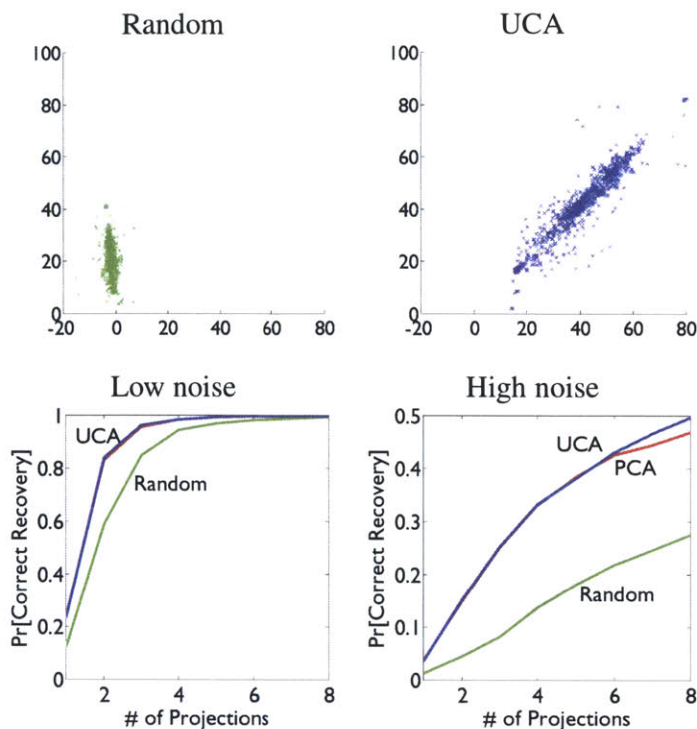 Random
UCA
100
80
60
40
20
0
-20 0 20 40 60 80
100
80
60
40
20
0
-20 0 20 40 60 80
Low noise
High noise
Pr[Correct Recovery]
1
0.8
0.6
0.4
0.2
0
UCA
Random
2 4 6 8
# of Projections
Pr[Correct Recovery]
0.5
0.4
0.3
0.2
0.1
0
UCA
PCA
Random
2 4 6 8
# of Projections